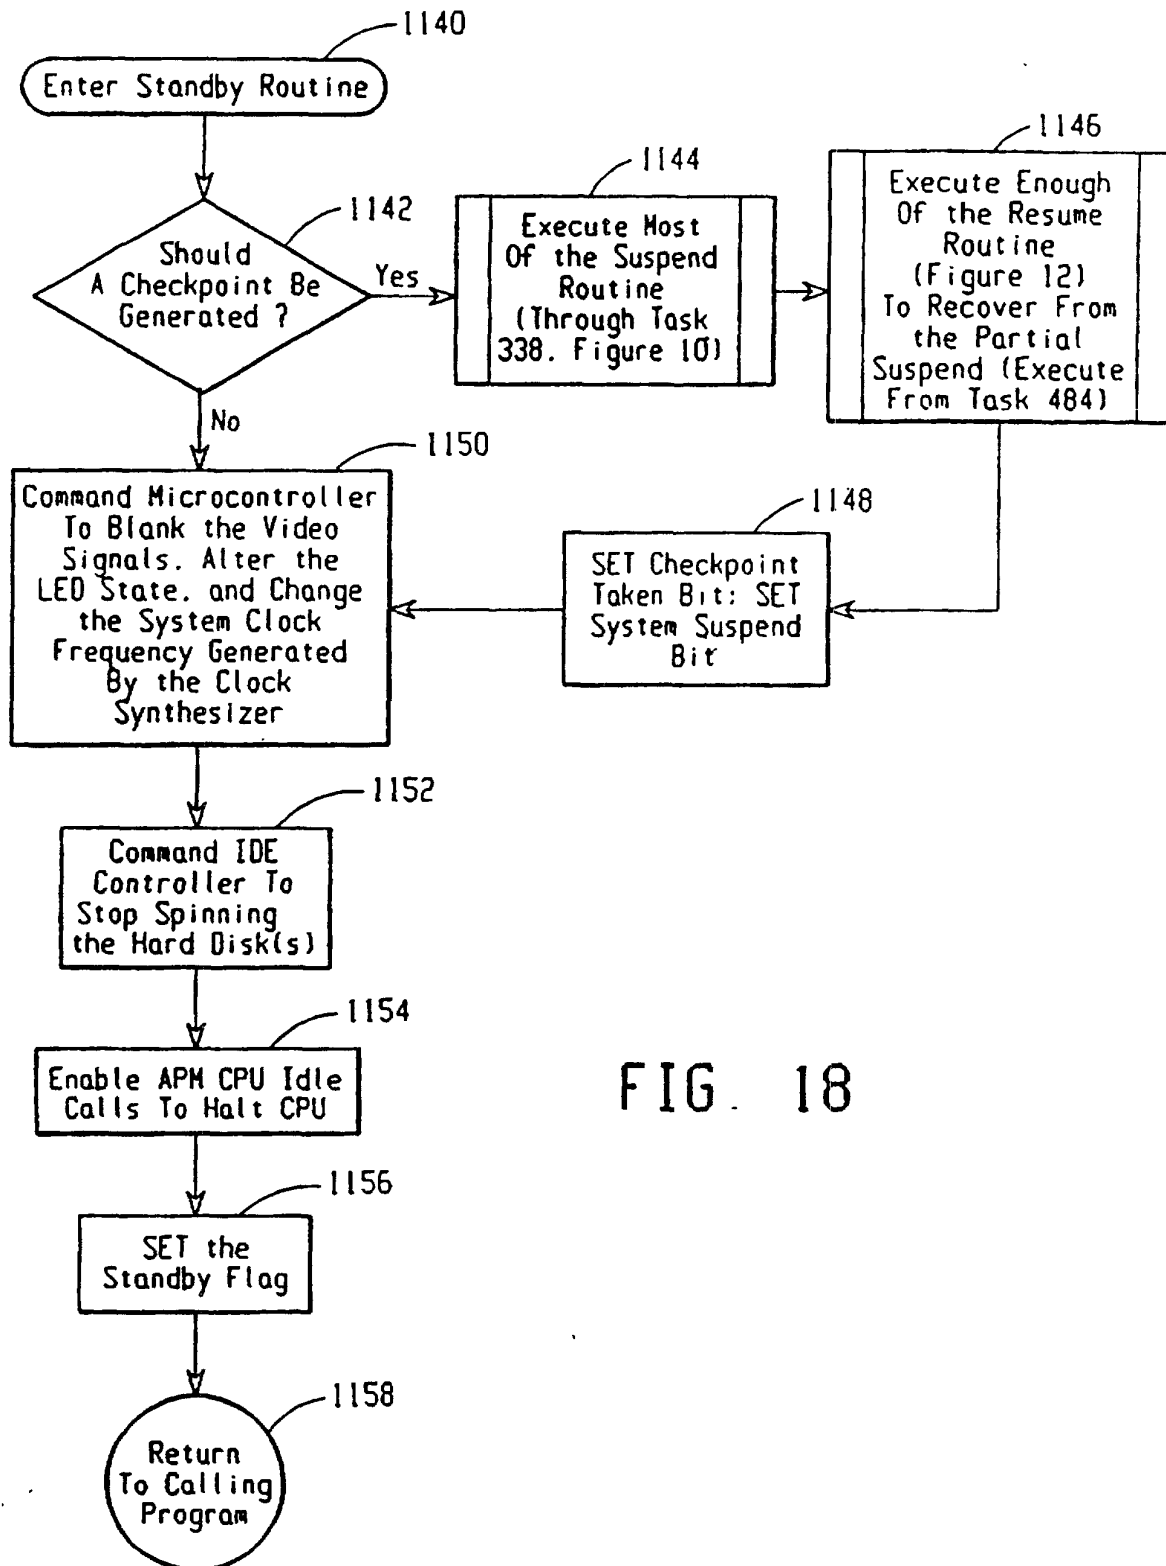 1140
Enter Standby Routine
1142
Should
A Checkpoint Be
Generated ?
Yes
No
1144
Execute Most
Of the Suspend
Routine
(Through Task
338. Figure 10)
1146
Execute Enough
Of the Resume
Routine
(Figure 12)
To Recover From
the Partial
Suspend (Execute
From Task 484)
1148
SET Checkpoint
Taken Bit: SET
System Suspend
Bit
1150
Command Microcontroller
To Blank the Video
Signals. Alter the
LED State. and Change
the System Clock
Frequency Generated
By the Clock
Synthesizer
1152
Command IDE
Controller To
Stop Spinning
the Hard Disk(s)
1154
Enable APM CPU Idle
Calls To Halt CPU
1156
SET the
Standby Flag
1158
Return
To Calling
Program
FIG. 18